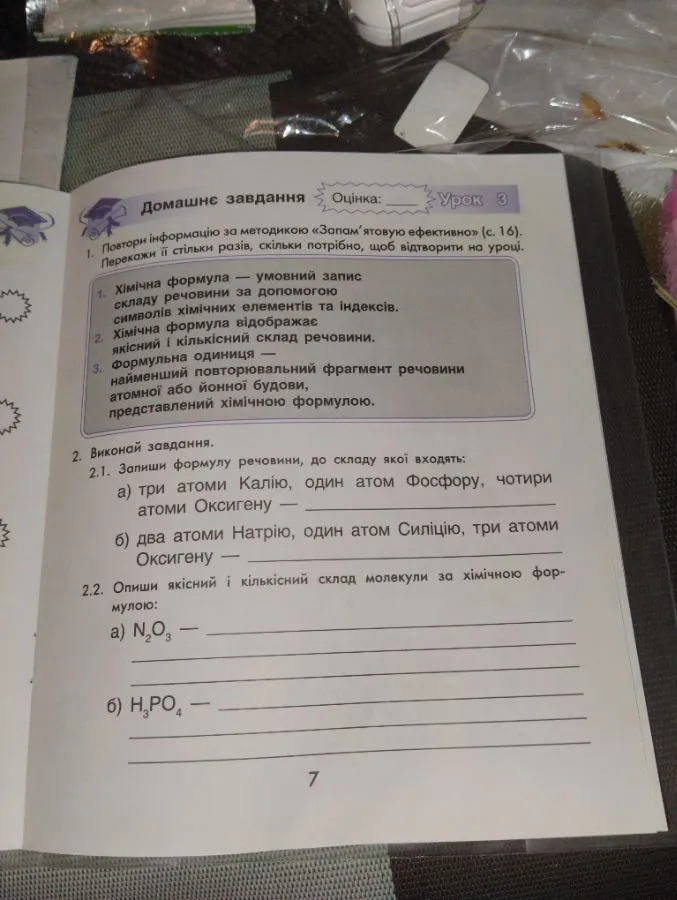 Домашнє завдання Оцінка: ____ Урок 3
1. Повтори інформацію за методикою «Запам'ятовую ефективно» (с. 16).
Перекажи її стільки разів, скільки потрібно, щоб відтворити на уроці.
1. Хімічна формула — умовний запис
складу речовини за допомогою
символів хімічних елементів та індексів.
2. Хімічна формула відображає
якісний і кількісний склад речовини.
3. Формульна одиниця —
найменший повторювальний фрагмент речовини
атомної або йонної будови,
представлений хімічною формулою.
2. Виконай завдання.
2.1. Запиши формулу речовини, до складу якої входять:
а) три атоми Калію, один атом Фосфору, чотири
атоми Оксигену — ____
б) два атоми Натрію, один атом Силіцію, три атоми
Оксигену — ____
2.2. Опиши якісний і кількісний склад молекули за хімічною фор-
мулою:
а) N₂O₃ — ____
б) H₃PO₄ — ____
7